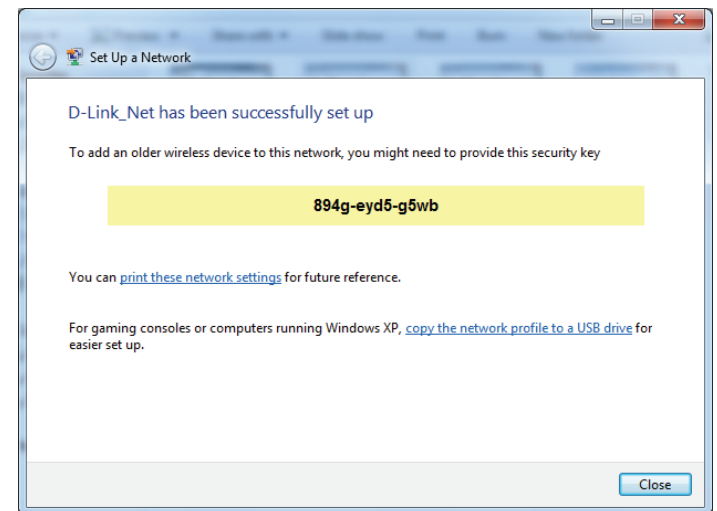 Set Up a Network
D-Link_Net has been successfully set up
To add an older wireless device to this network, you might need to provide this security key
894g-eyd5-g5wb
You can print these network settings for future reference.
For gaming consoles or computers running Windows XP, copy the network profile to a USB drive for
easier set up.
Close